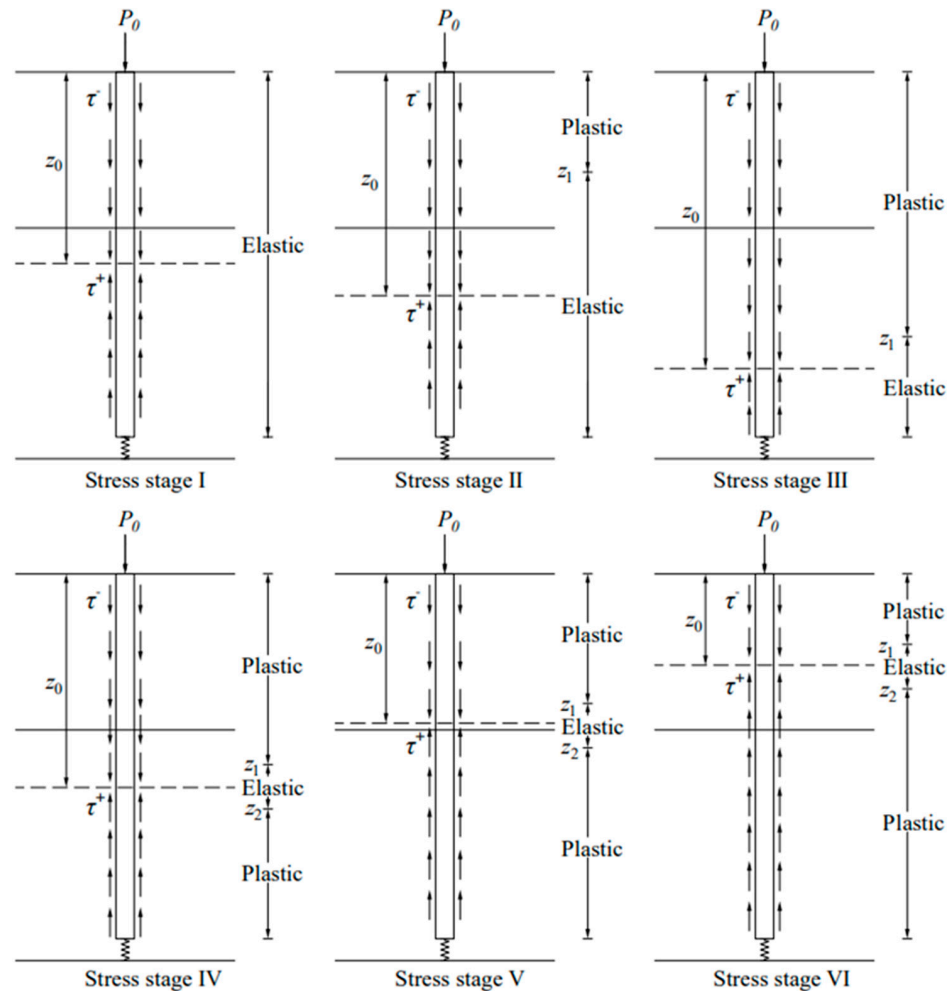 P₀
τ⁻
z₀
τ⁺
Elastic
Stress stage I
P₀
τ⁻
z₀
τ⁺
Plastic
z₁
Elastic
Stress stage II
P₀
τ⁻
z₀
τ⁺
Plastic
z₁
Elastic
Stress stage III
P₀
τ⁻
z₀
τ⁺
Plastic
z₁
Elastic
z₂
Plastic
Stress stage IV
P₀
τ⁻
z₀
τ⁺
Plastic
z₁
Elastic
z₂
Plastic
Stress stage V
P₀
τ⁻
z₀
τ⁺
Plastic
z₁
Elastic
z₂
Plastic
Stress stage VI